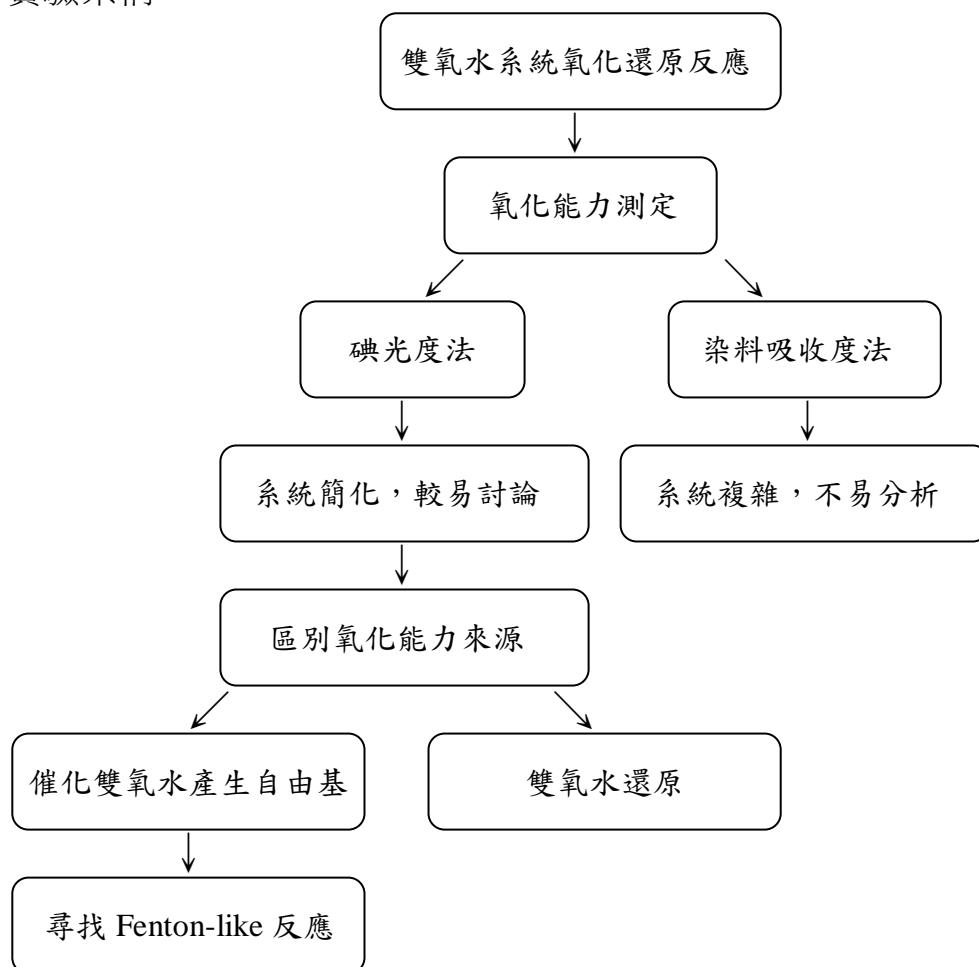 實驗架構
雙氧水系統氧化還原反應
氧化能力測定
碘光度法
染料吸收度法
系統簡化，較易討論
系統複雜，不易分析
區別氧化能力來源
催化雙氧水產生自由基
雙氧水還原
尋找 Fenton-like 反應